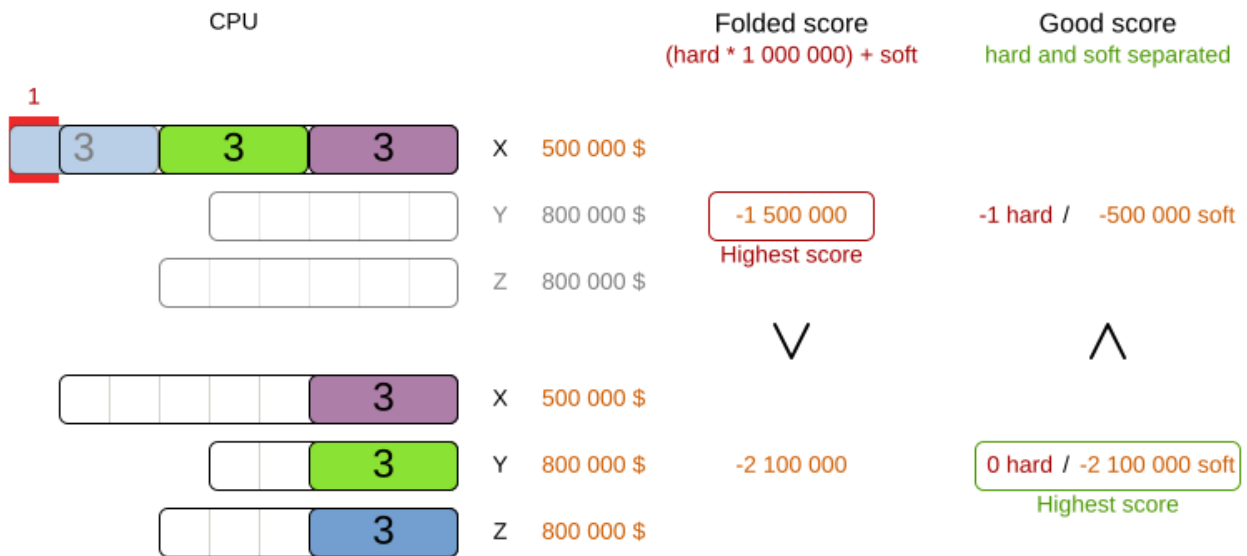 CPU
Folded score
(hard * 1 000 000) + soft
Good score
hard and soft separated
1
3 3 3 X 500 000 $
Y 800 000 $ -1 500 000 -1 hard / -500 000 soft
Highest score
Z 800 000 $
3 X 500 000 $
3 Y 800 000 $ -2 100 000 0 hard / -2 100 000 soft
Highest score
3 Z 800 000 $